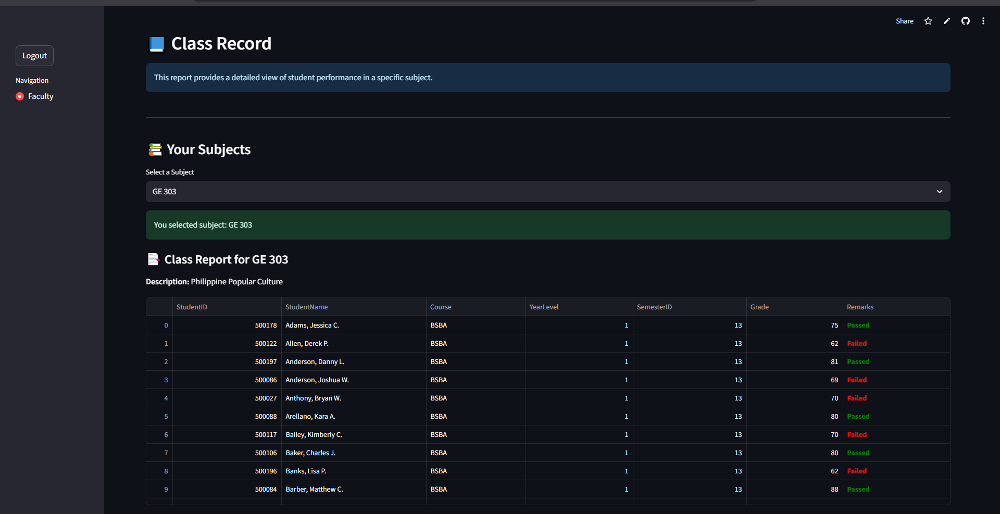 Share
Logout
Navigation
Faculty
Class Record
This report provides a detailed view of student performance in a specific subject.
Your Subjects
Select a Subject
GE 303
You selected subject: GE 303
Class Report for GE 303
Description: Philippine Popular Culture
StudentID StudentName Course YearLevel SemesterID Grade Remarks
0 500178 Adams, Jessica C. BSBA 1 13 75 Passed
1 500122 Allen, Derek P. BSBA 1 13 62 Failed
2 500197 Anderson, Danny L. BSBA 1 13 81 Passed
3 500086 Anderson, Joshua W. BSBA 1 13 69 Failed
4 500027 Anthony, Bryan W. BSBA 1 13 70 Failed
5 500088 Arellano, Kara A. BSBA 1 13 80 Passed
6 500117 Bailey, Kimberly C. BSBA 1 13 70 Failed
7 500106 Baker, Charles J. BSBA 1 13 80 Passed
8 500196 Banks, Lisa P. BSBA 1 13 62 Failed
9 500084 Barber, Matthew C. BSBA 1 13 88 Passed